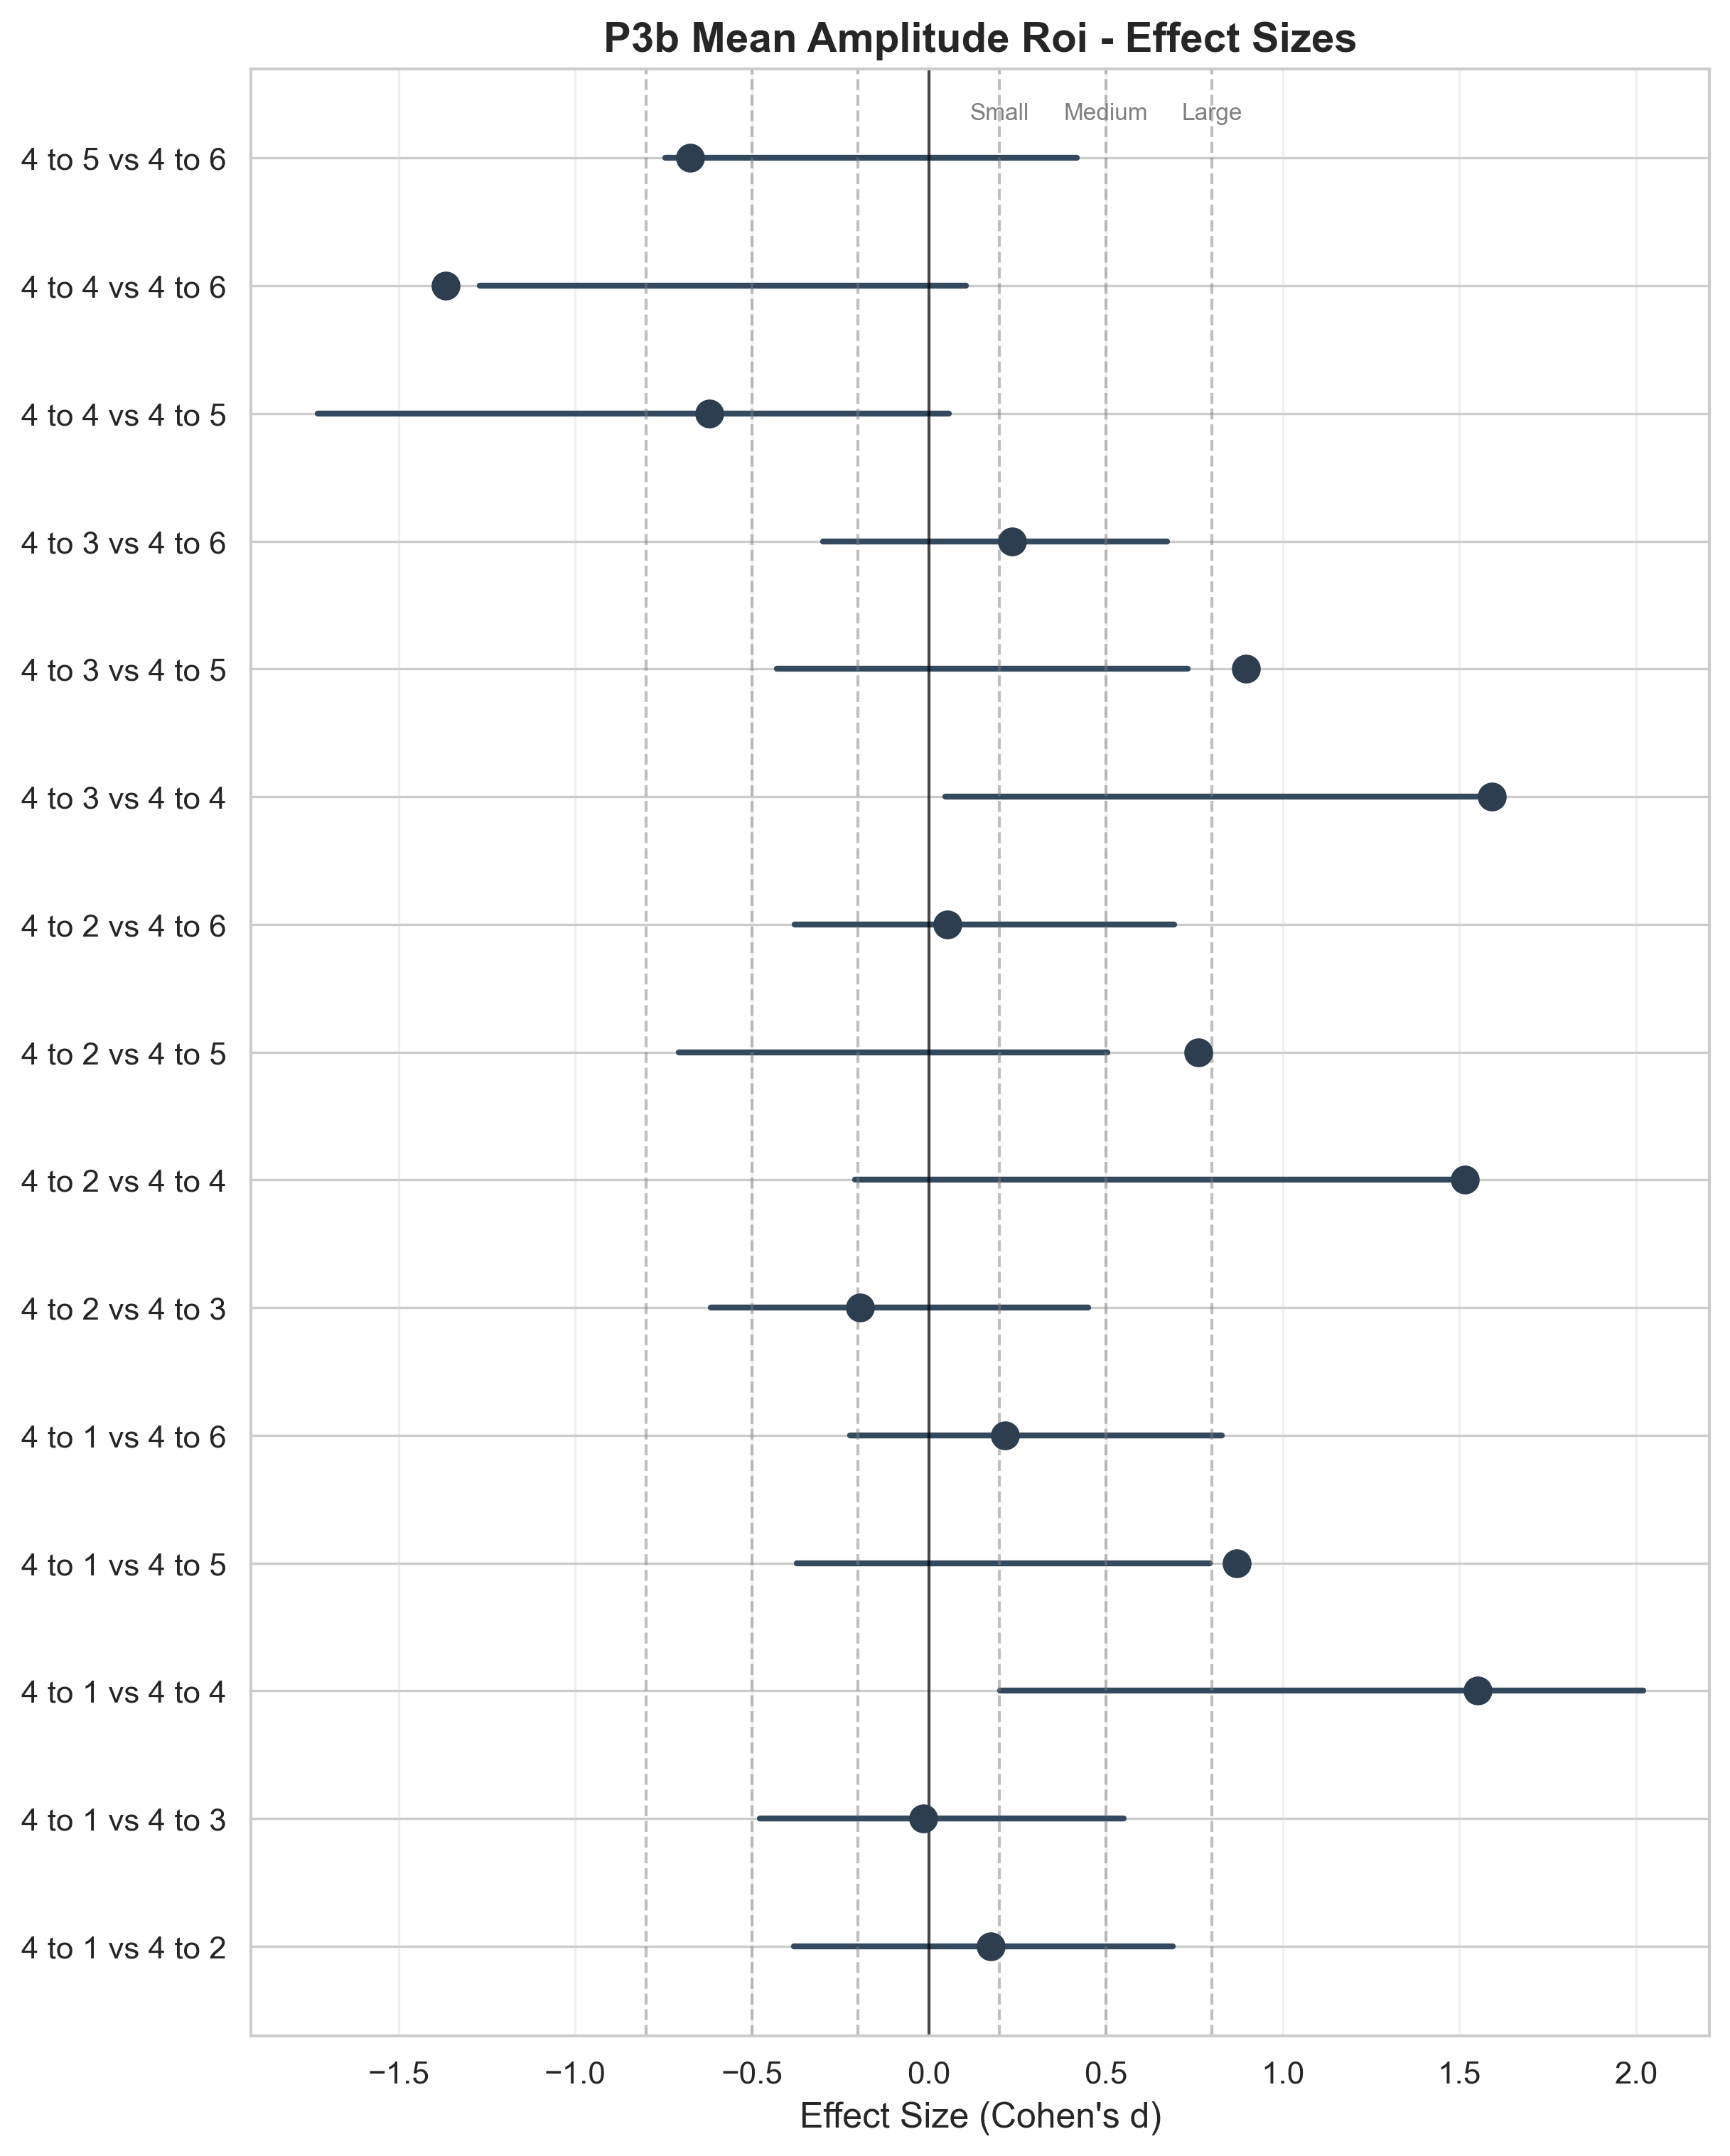 P3b Mean Amplitude Roi - Effect Sizes
Small Medium Large
4 to 5 vs 4 to 6
4 to 4 vs 4 to 6
4 to 4 vs 4 to 5
4 to 3 vs 4 to 6
4 to 3 vs 4 to 5
4 to 3 vs 4 to 4
4 to 2 vs 4 to 6
4 to 2 vs 4 to 5
4 to 2 vs 4 to 4
4 to 2 vs 4 to 3
4 to 1 vs 4 to 6
4 to 1 vs 4 to 5
4 to 1 vs 4 to 4
4 to 1 vs 4 to 3
4 to 1 vs 4 to 2
−1.5 −1.0 −0.5 0.0 0.5 1.0 1.5 2.0
Effect Size (Cohen's d)